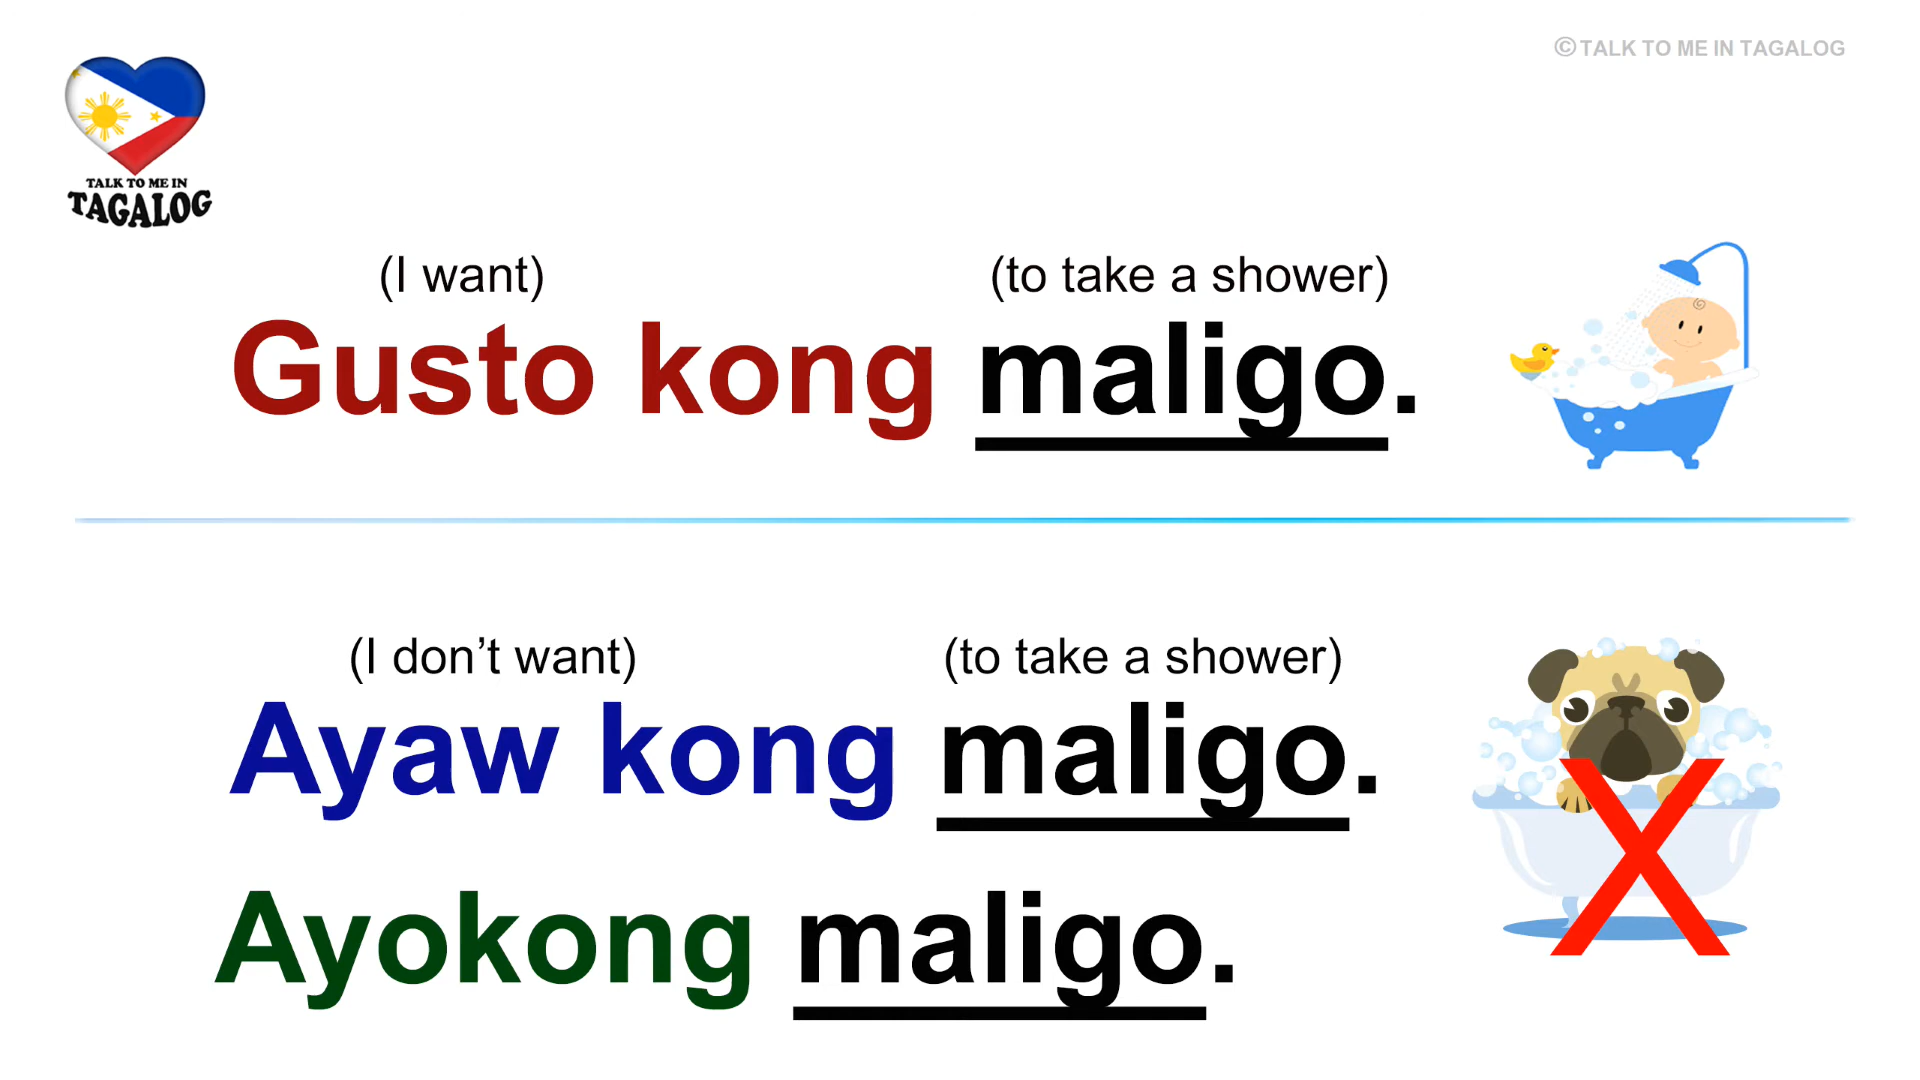 © TALK TO ME IN TAGALOG
TALK TO ME IN
TAGALOG
(I want) (to take a shower)
Gusto kong maligo.
(I don’t want) (to take a shower)
Ayaw kong maligo.
Ayokong maligo.
X